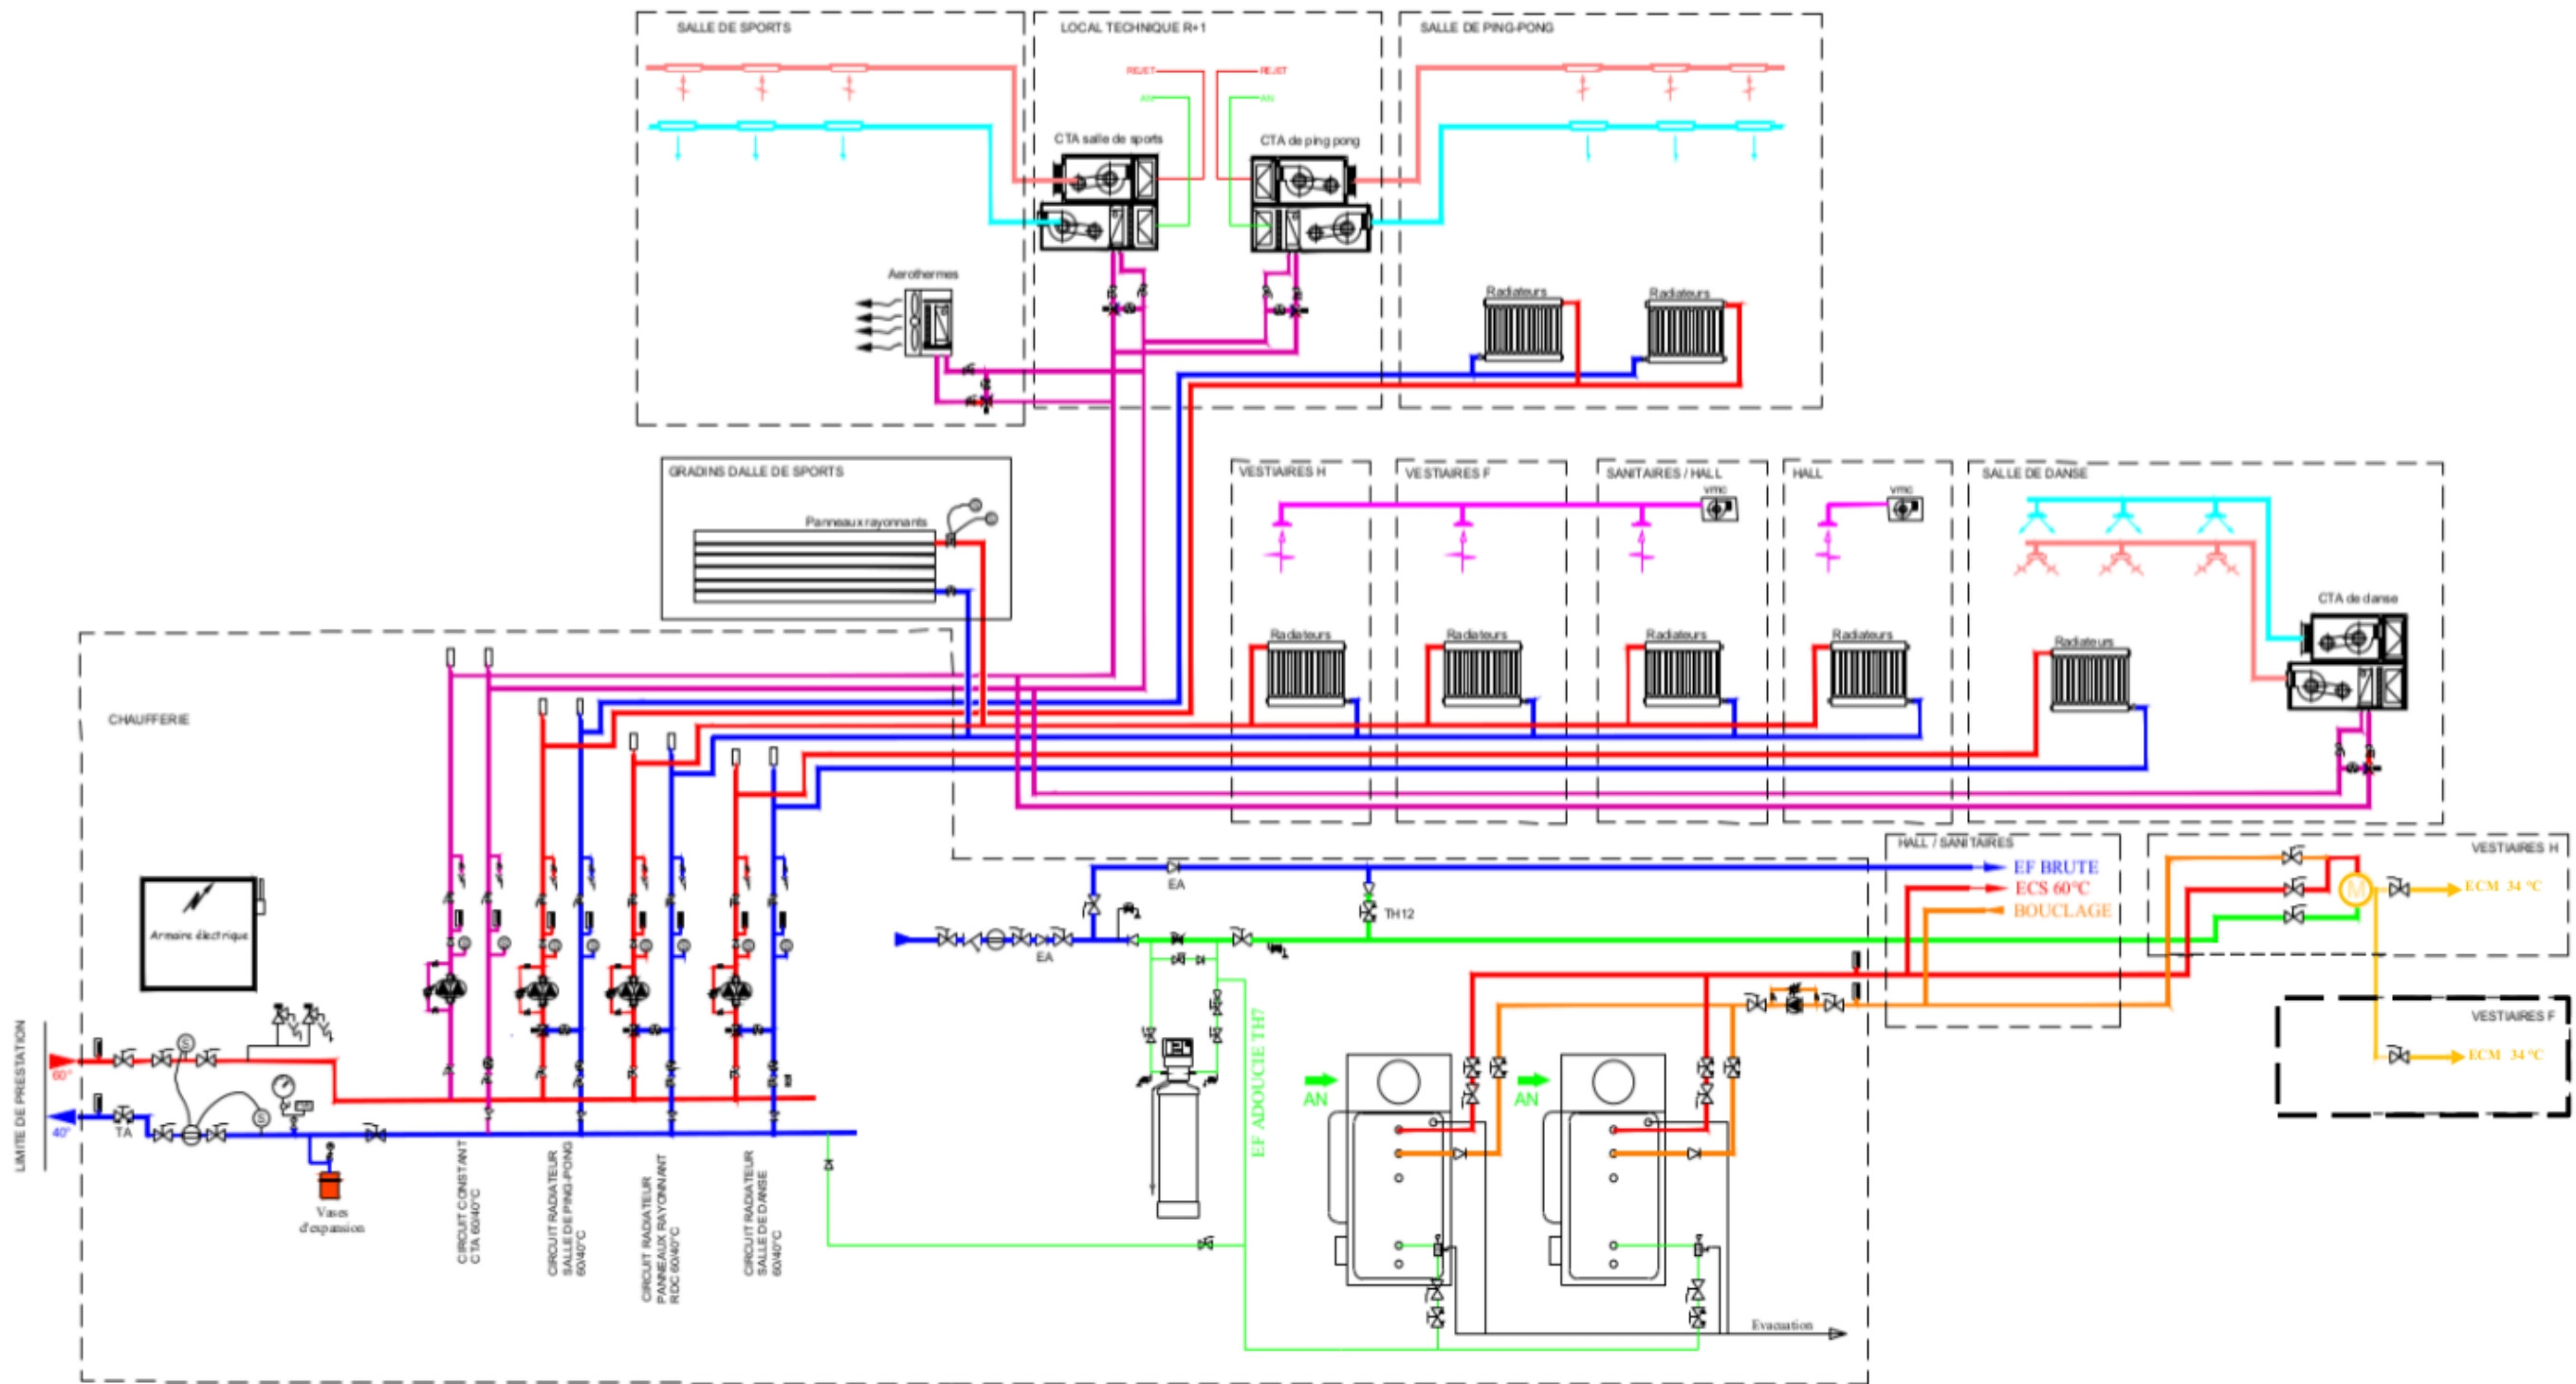 SALLE DE SPORTS
LOCAL TECHNIQUE R+1
SALLE DE PING-PONG
REJET
REJET
AN
AN
CTA salle de sports
CTA de ping pong
Aerothermes
Radiateurs
Radiateurs
GRADINS DALLE DE SPORTS
Panneaux rayonnants
VESTIAIRES H
VESTIAIRES F
SANITAIRES / HALL
vmc
HALL
vmc
SALLE DE DANSE
CTA de danse
Radiateurs
Radiateurs
Radiateurs
Radiateurs
Radiateurs
CHAUFFERIE
Armoire électrique
LIMITE DE PRESTATION
60°
40°
TA
S
S
Vases
d'expansion
CIRCUIT CONSTANT
CTA 60/40°C
CIRCUIT RADIATEUR
SALLE DE PING-PONG
60/40°C
CIRCUIT RADIATEUR
PANNEAUX RAYONNANT
RDC 60/40°C
CIRCUIT RADIATEUR
SALLE DE DANSE
60/40°C
EA
EA
TH12
EF ADOUCIE TH7
AN
AN
Evacuation
HALL / SANITAIRES
EF BRUTE
ECS 60°C
BOUCLAGE
VESTIAIRES H
M
ECM 34 °C
VESTIAIRES F
ECM 34 °C